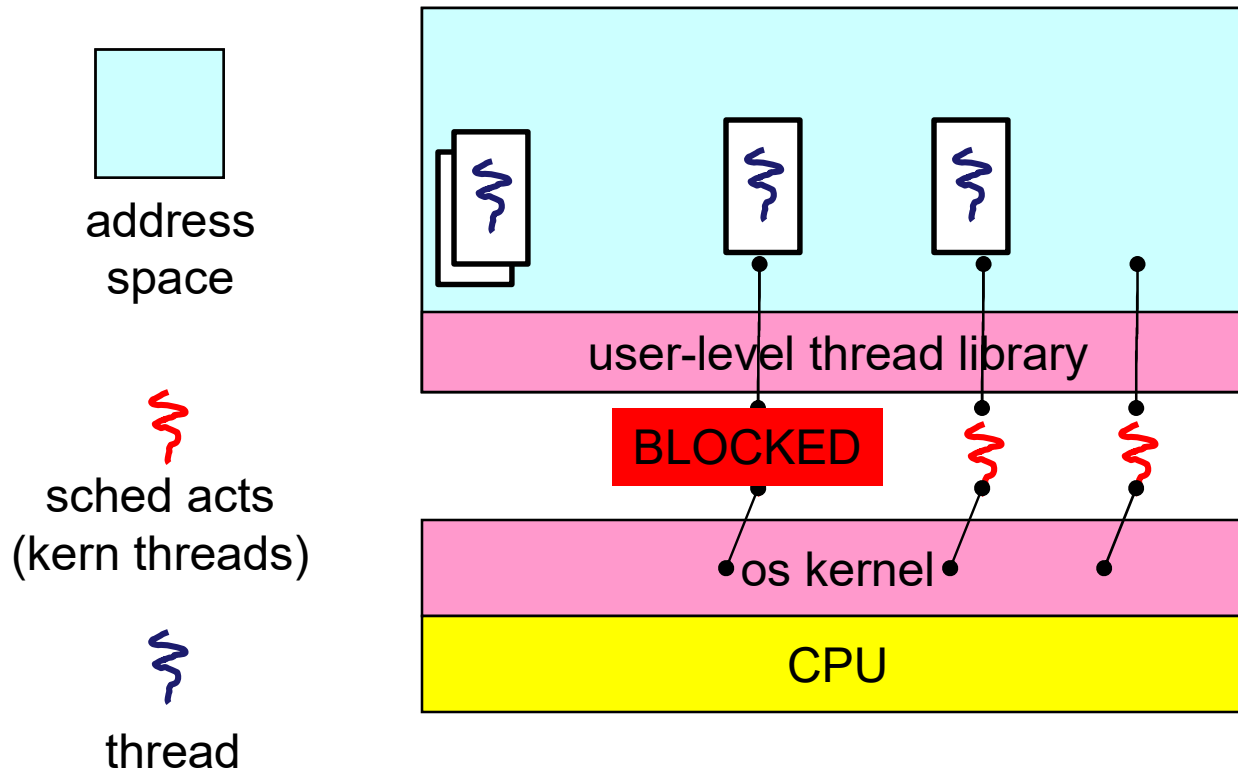 address
space
sched acts
(kern threads)
thread
user-level thread library
BLOCKED
os kernel
CPU